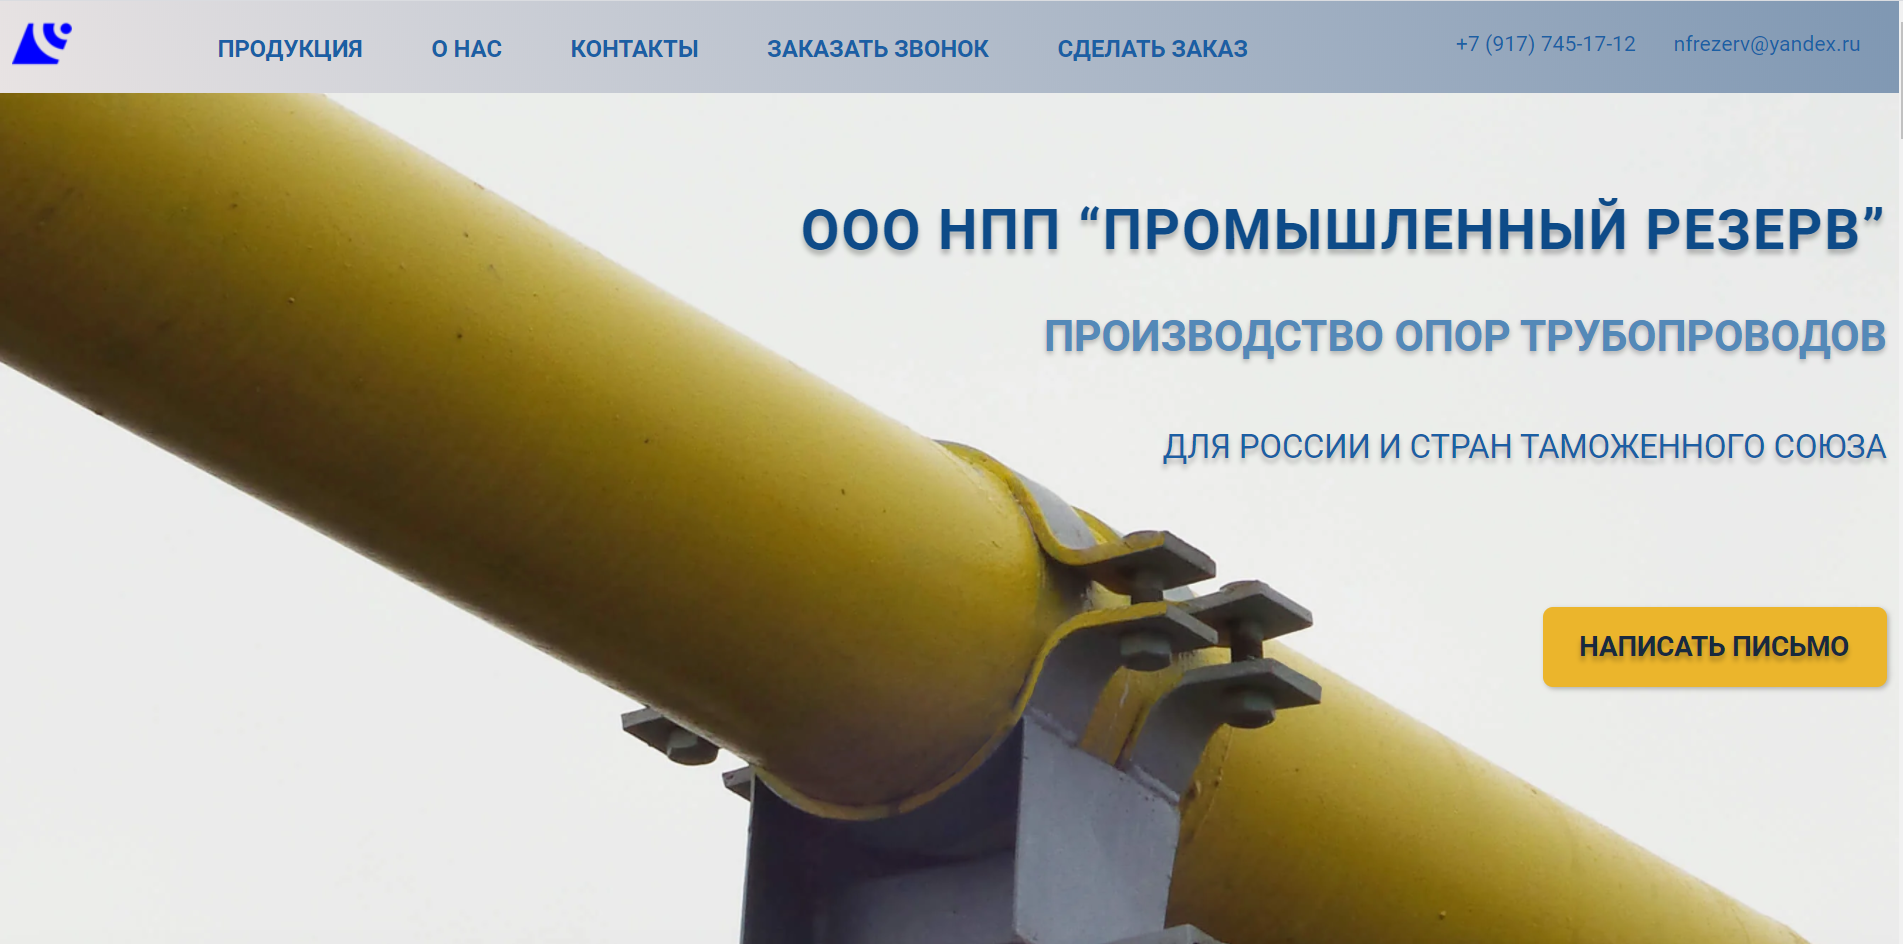 ПРОДУКЦИЯ О НАС КОНТАКТЫ ЗАКАЗАТЬ ЗВОНОК СДЕЛАТЬ ЗАКАЗ +7 (917) 745-17-12 nfrezerv@yandex.ru
ООО НПП “ПРОМЫШЛЕННЫЙ РЕЗЕРВ”
ПРОИЗВОДСТВО ОПОР ТРУБОПРОВОДОВ
ДЛЯ РОССИИ И СТРАН ТАМОЖЕННОГО СОЮЗА
НАПИСАТЬ ПИСЬМО